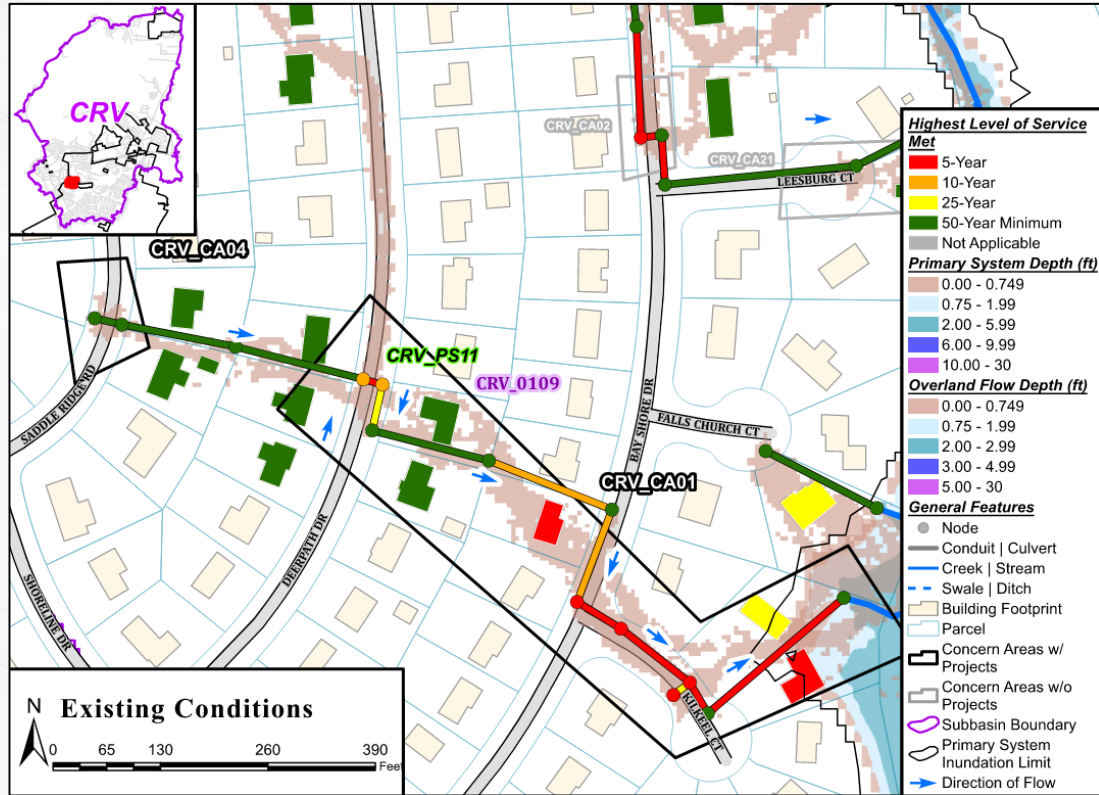 CRV
CRV_CA04
CRV_CA02
CRV_CA21
LEESBURG CT
CRV_PS11
CRV_0109
SADDLE RIDGE RD
BAY SHORE DR
FALLS CHURCH CT
CRV_CA01
DEERPATH DR
SHORELINE DR
KILKEEL CT
Existing Conditions
N
0 65 130 260 390
Feet
Highest Level of Service
Met
5-Year
10-Year
25-Year
50-Year Minimum
Not Applicable
Primary System Depth (ft)
0.00 - 0.749
0.75 - 1.99
2.00 - 5.99
6.00 - 9.99
10.00 - 30
Overland Flow Depth (ft)
0.00 - 0.749
0.75 - 1.99
2.00 - 2.99
3.00 - 4.99
5.00 - 30
General Features
Node
Conduit | Culvert
Creek | Stream
Swale | Ditch
Building Footprint
Parcel
Concern Areas w/
Projects
Concern Areas w/o
Projects
Subbasin Boundary
Primary System
Inundation Limit
Direction of Flow